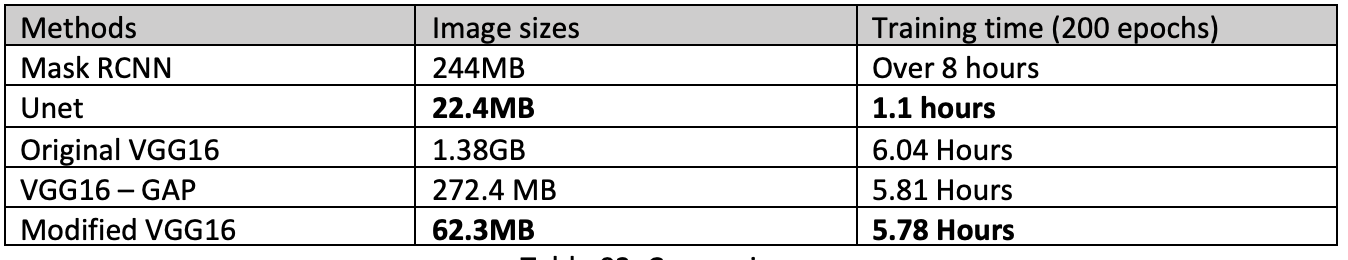 Methods Image sizes Training time (200 epochs)
Mask RCNN 244MB Over 8 hours
Unet 22.4MB 1.1 hours
Original VGG16 1.38GB 6.04 Hours
VGG16 – GAP 272.4 MB 5.81 Hours
Modified VGG16 62.3MB 5.78 Hours